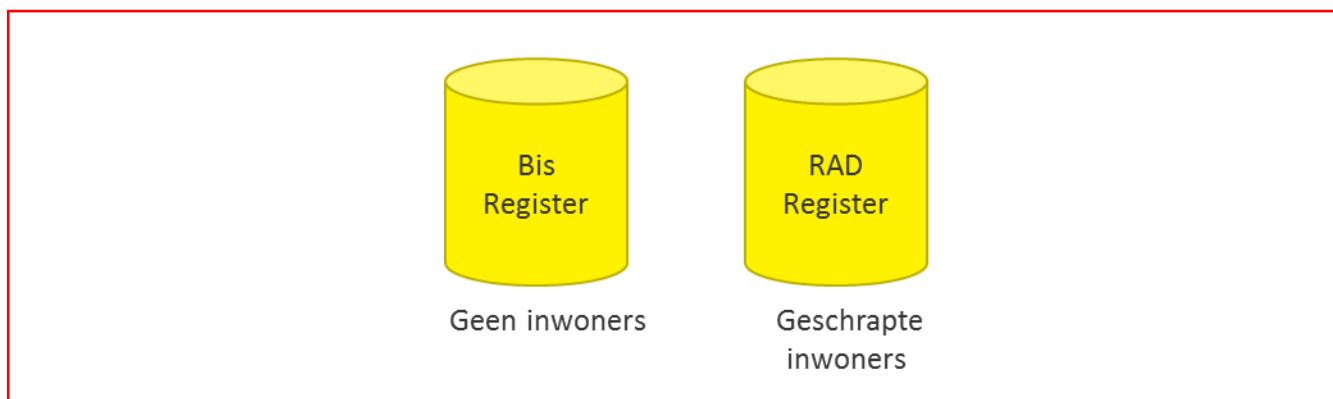 Bis
Register
RAD
Register
Geen inwoners
Geschrapte
inwoners